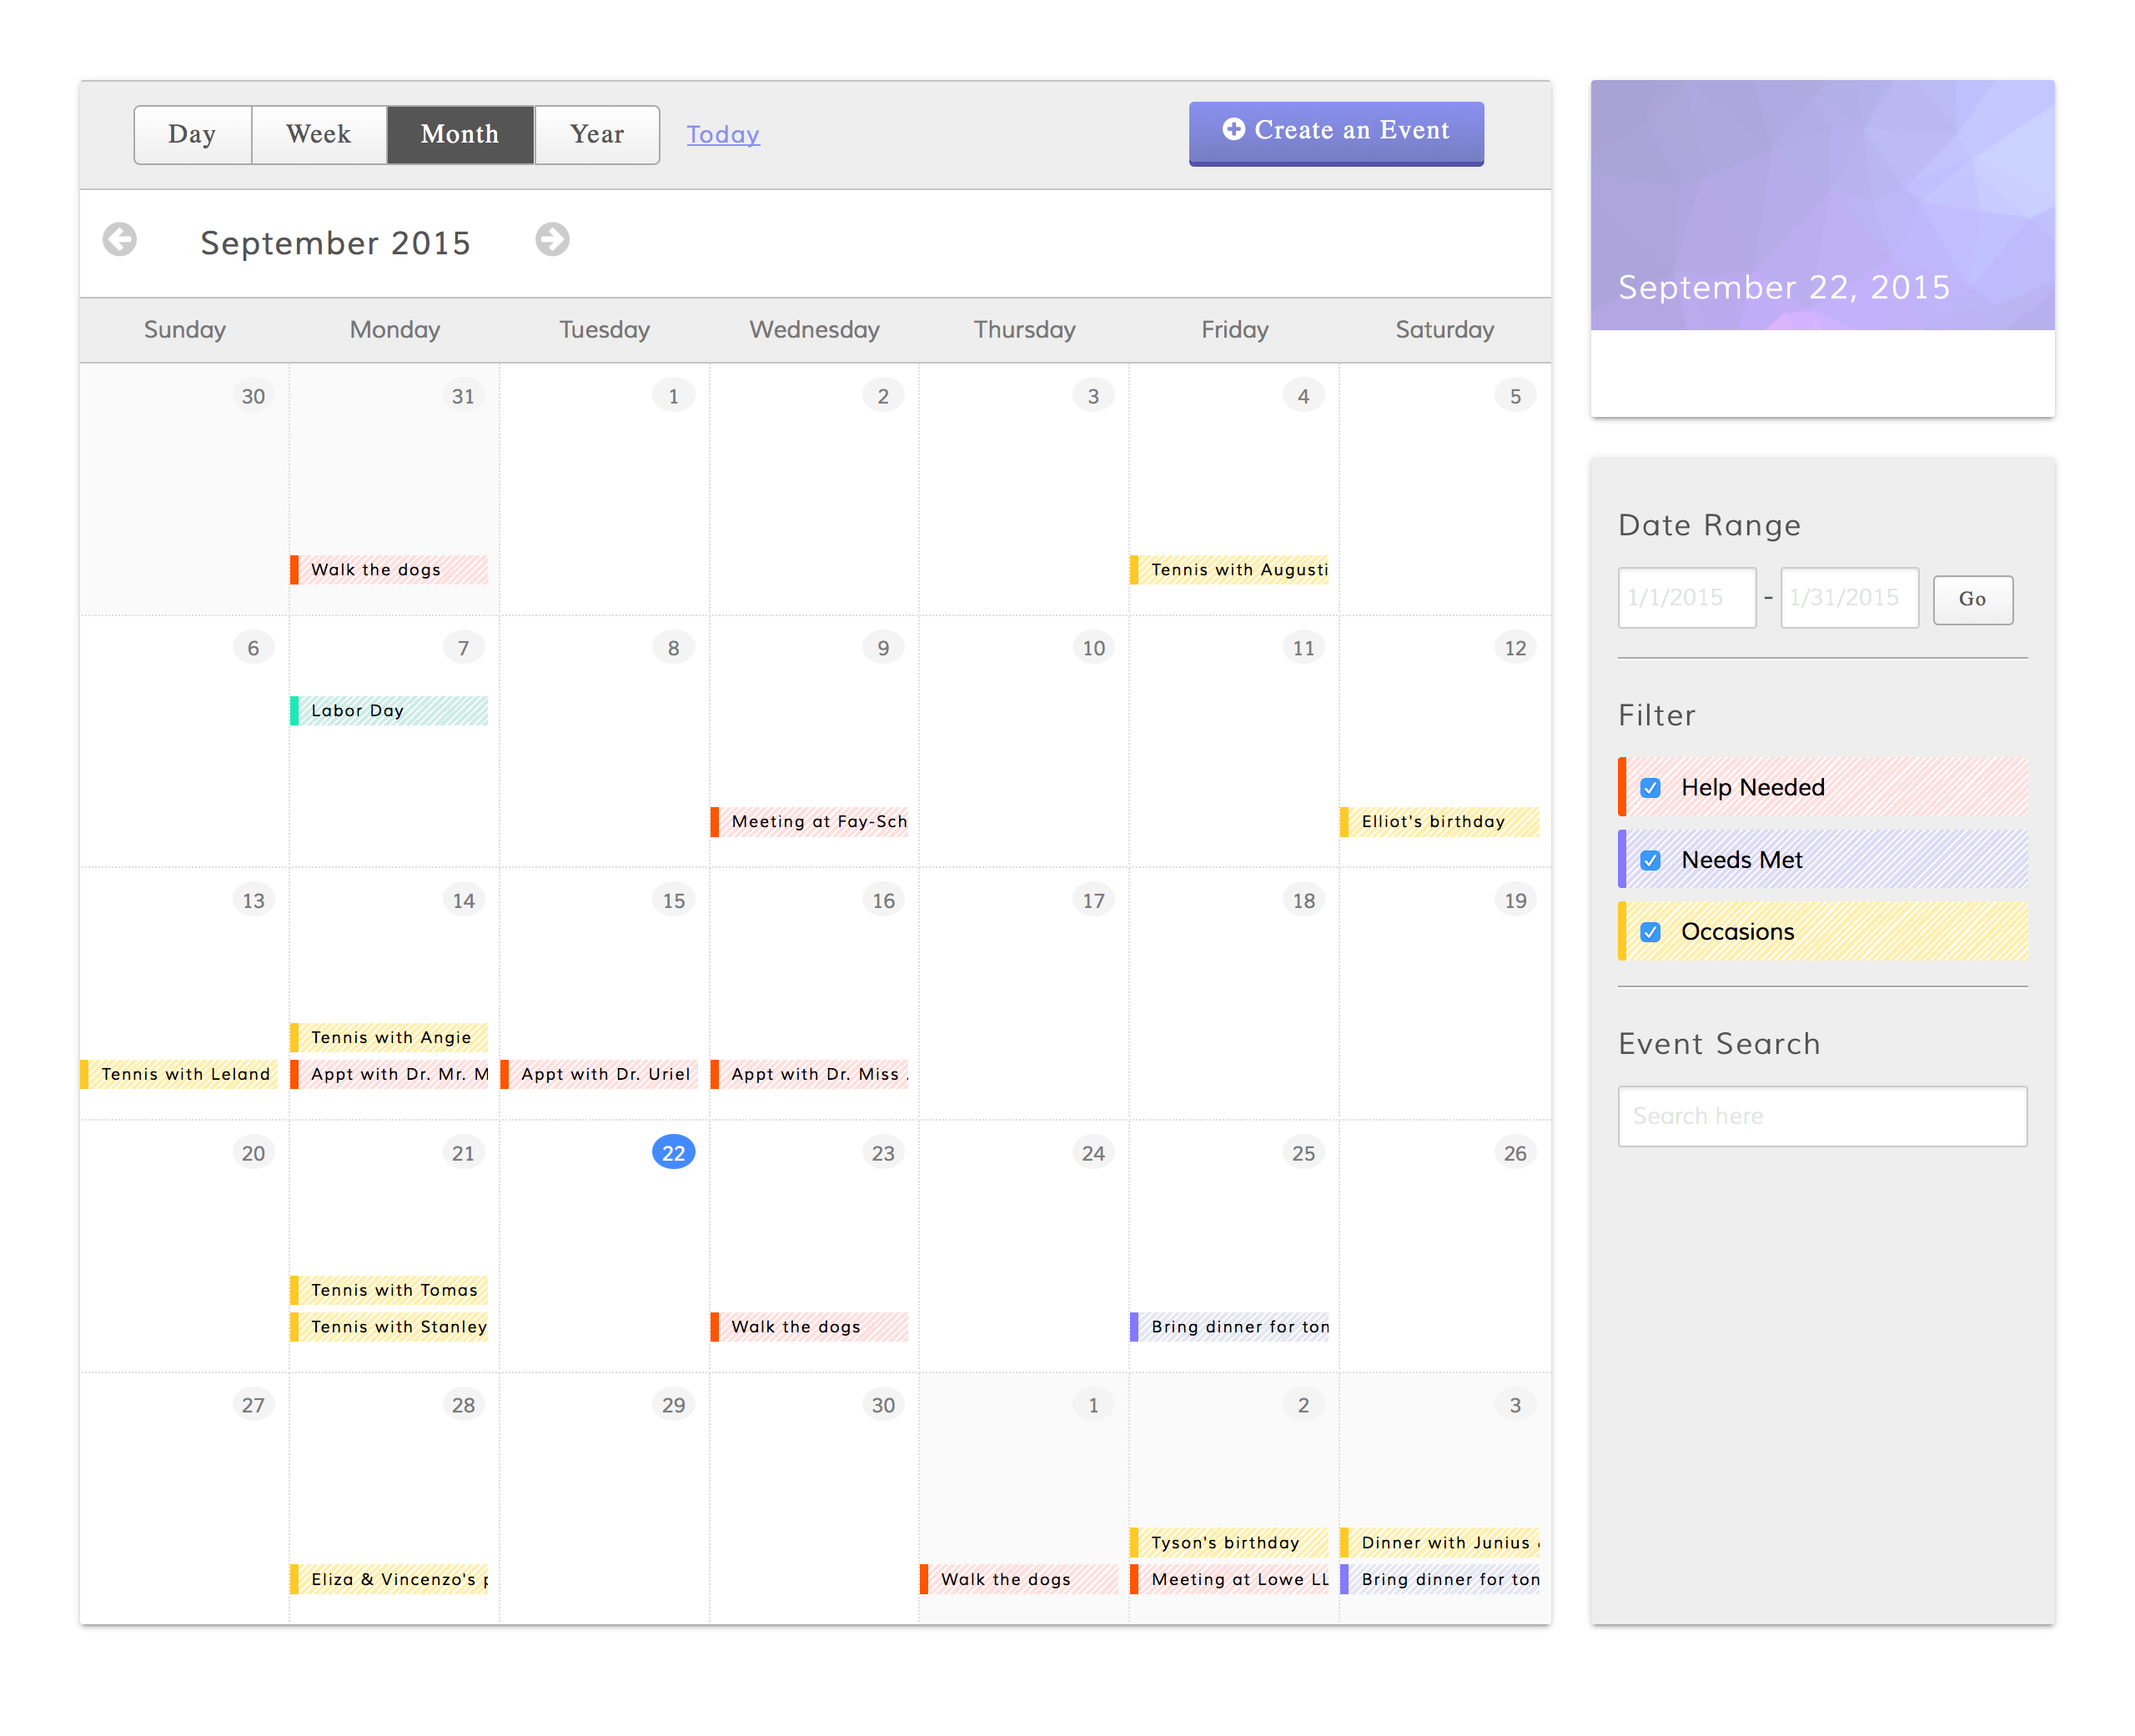 Day Week Month Year Today Create an Event
September 2015
Sunday Monday Tuesday Wednesday Thursday Friday Saturday
30 31 1 2 3 4 5
Walk the dogs Tennis with Augusti
6 7 8 9 10 11 12
Labor Day
Meeting at Fay-Sch Elliot's birthday
13 14 15 16 17 18 19
Tennis with Angie
Tennis with Leland Appt with Dr. Mr. M Appt with Dr. Uriel Appt with Dr. Miss
20 21 22 23 24 25 26
Tennis with Tomas
Tennis with Stanley Walk the dogs Bring dinner for ton
27 28 29 30 1 2 3
Tyson's birthday Dinner with Junius
Eliza & Vincenzo's p Walk the dogs Meeting at Lowe LL Bring dinner for ton
September 22, 2015
Date Range
1/1/2015 - 1/31/2015 Go
Filter
Help Needed
Needs Met
Occasions
Event Search
Search here